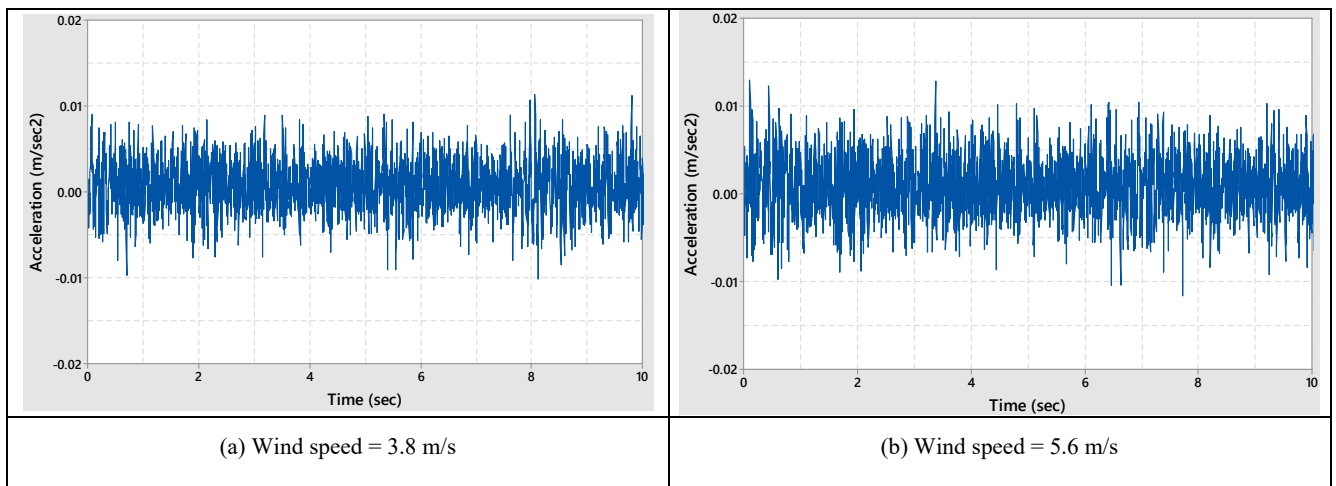 0.02
0.01
0.00
-0.01
-0.02
Acceleration (m/sec2)
0 2 4 6 8 10
Time (sec)
(a) Wind speed = 3.8 m/s
0.02
0.01
0.00
-0.01
-0.02
Acceleration (m/sec2)
0 2 4 6 8 10
Time (sec)
(b) Wind speed = 5.6 m/s